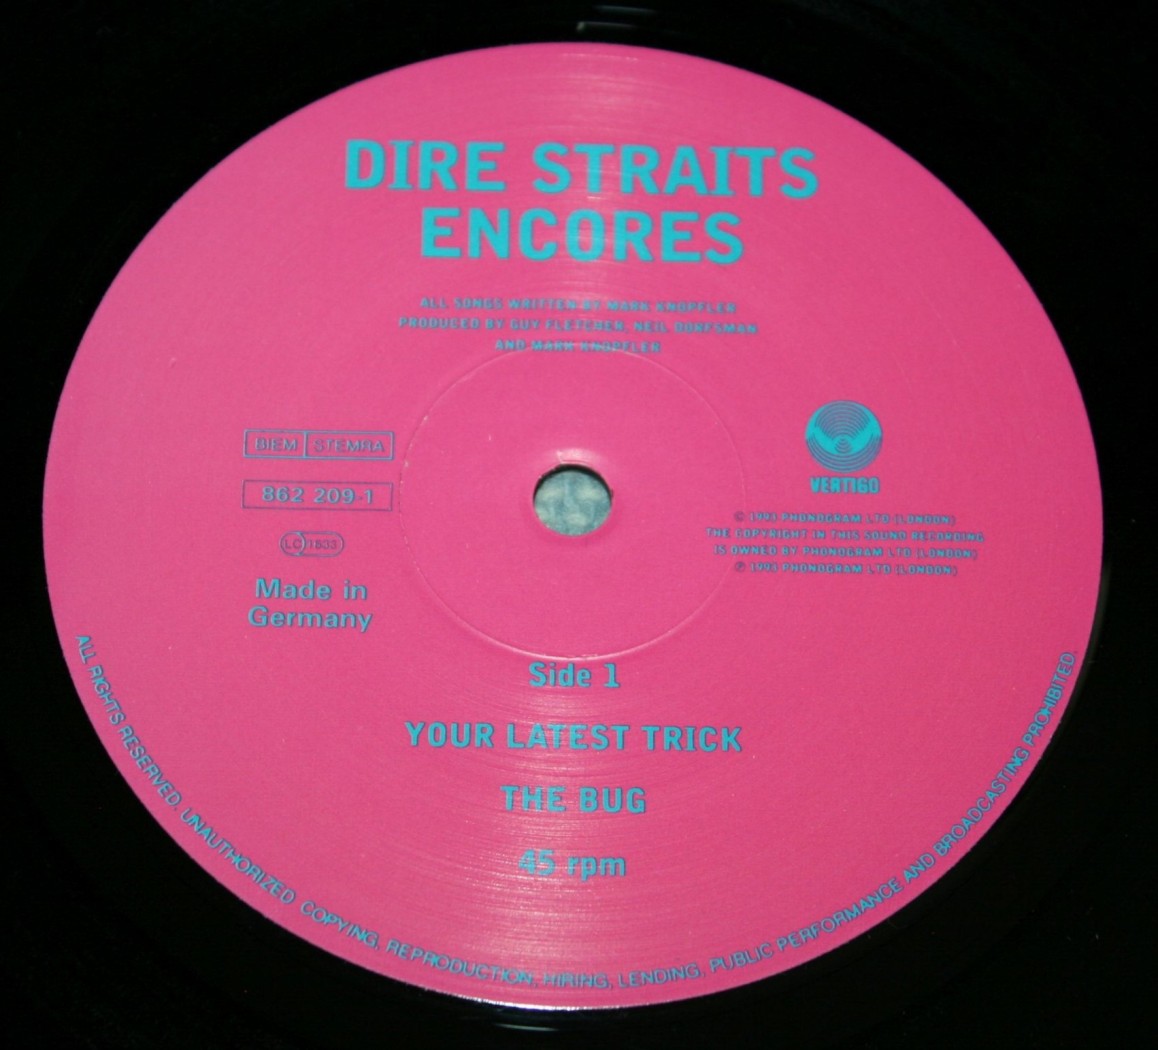 DIRE STRAITS
ENCORES
ALL SONGS WRITTEN BY MARK KNOPFLER
PRODUCED BY GUY FLETCHER, NEIL DORFSMAN
AND MARK KNOPFLER
BIEM STEMRA
862 209-1
LC 1633
Made in
Germany
VERTIGO
℗ 1993 PHONOGRAM LTD (LONDON)
THE COPYRIGHT IN THIS SOUND RECORDING
IS OWNED BY PHONOGRAM LTD (LONDON)
© 1993 PHONOGRAM LTD (LONDON)
Side 1
YOUR LATEST TRICK
THE BUG
45 rpm
ALL RIGHTS RESERVED. UNAUTHORIZED COPYING, REPRODUCTION, HIRING, LENDING, PUBLIC PERFORMANCE AND BROADCASTING PROHIBITED.